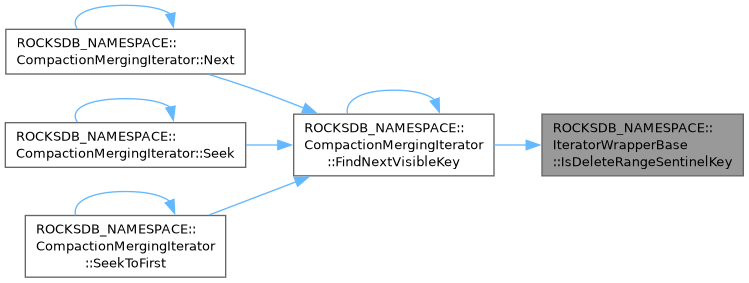 ROCKSDB_NAMESPACE::
CompactionMergingIterator::Next
ROCKSDB_NAMESPACE::
CompactionMergingIterator::Seek
ROCKSDB_NAMESPACE::
CompactionMergingIterator
::SeekToFirst
ROCKSDB_NAMESPACE::
CompactionMergingIterator
::FindNextVisibleKey
ROCKSDB_NAMESPACE::
IteratorWrapperBase
::IsDeleteRangeSentinelKey